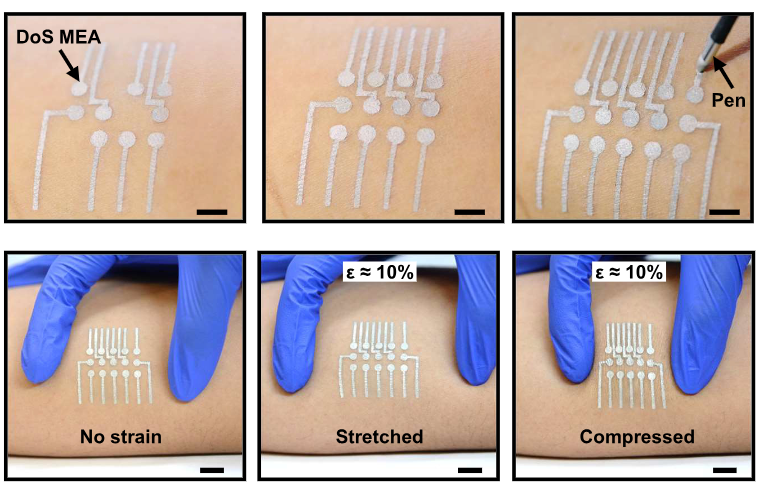 DoS MEA
Pen
ε ≈ 10%
ε ≈ 10%
No strain
Stretched
Compressed